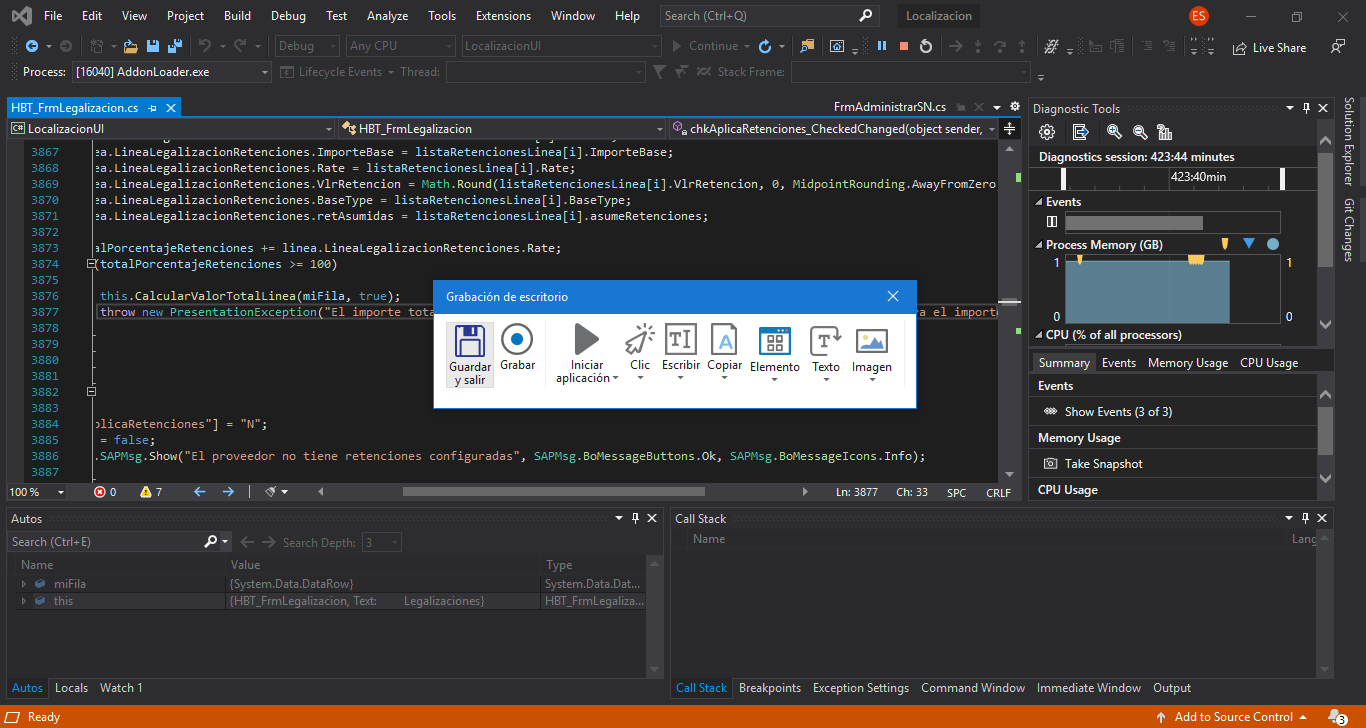 File Edit View Project Build Debug Test Analyze Tools Extensions Window Help Search (Ctrl+Q) Localizacion ES
Debug Any CPU LocalizacionUI Continue Live Share
Process: [16040] AddonLoader.exe Lifecycle Events Thread: Stack Frame:
HBT_FrmLegalizacion.cs FrmAdministrarSN.cs
LocalizacionUI HBT_FrmLegalizacion chkAplicaRetenciones_CheckedChanged(object sender,
3867 ea.LineaLegalizacionRetenciones.ImporteBase = listaRetencionesLinea[i].ImporteBase;
3868 ea.LineaLegalizacionRetenciones.Rate = listaRetencionesLinea[i].Rate;
3869 ea.LineaLegalizacionRetenciones.VlrRetencion = Math.Round(listaRetencionesLinea[i].VlrRetencion, 0, MidpointRounding.AwayFromZero
3870 ea.LineaLegalizacionRetenciones.BaseType = listaRetencionesLinea[i].BaseType;
3871 ea.LineaLegalizacionRetenciones.retAsumidas = listaRetencionesLinea[i].asumeRetenciones;
3872
3873 alPorcentajeRetenciones += linea.LineaLegalizacionRetenciones.Rate;
3874 (totalPorcentajeRetenciones >= 100)
3875
3876 this.CalcularValorTotalLinea(miFila, true);
3877 throw new PresentationException("El importe tota a el importe
3878
3879
3880
3881
3882
3883
3884 plicaRetenciones"] = "N";
3885 = false;
3886 .SAPMsg.Show("El proveedor no tiene retenciones configuradas", SAPMsg.BoMessageButtons.Ok, SAPMsg.BoMessageIcons.Info);
3887
100 % 0 7 Ln: 3877 Ch: 33 SPC CRLF
Grabación de escritorio
Guardar y salir
Grabar
Iniciar aplicación
Clic
Escribir
Copiar
Elemento
Texto
Imagen
Diagnostic Tools
Diagnostics session: 423:44 minutes
423:40min
Events
Process Memory (GB)
1 1
0 0
CPU (% of all processors)
Summary Events Memory Usage CPU Usage
Events
Show Events (3 of 3)
Memory Usage
Take Snapshot
CPU Usage
Solution Explorer
Git Changes
Autos
Search (Ctrl+E) Search Depth: 3
Name Value Type
miFila {System.Data.DataRow} System.Data.Dat...
this {HBT_FrmLegalizacion, Text: Legalizaciones} HBT_FrmLegaliza...
Autos Locals Watch 1
Call Stack
Name Lang
Call Stack Breakpoints Exception Settings Command Window Immediate Window Output
Ready Add to Source Control 3